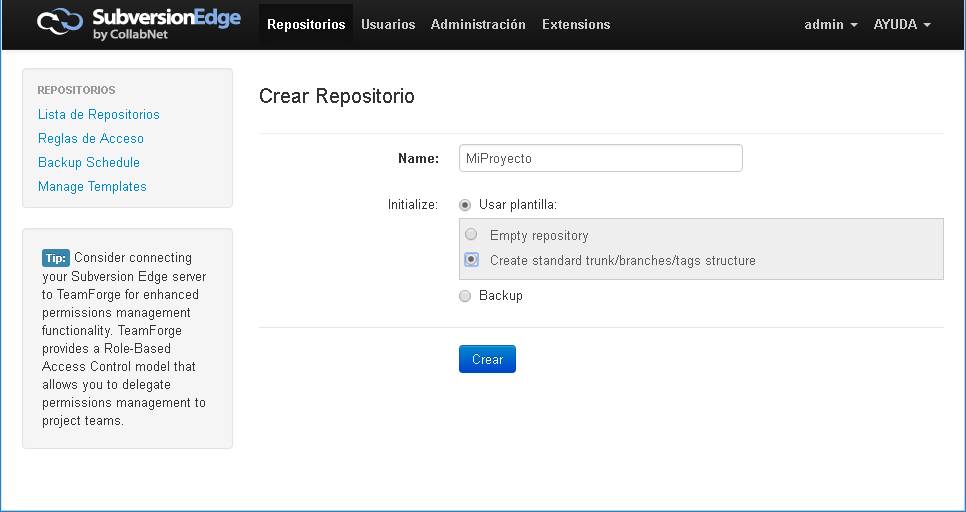 SubversionEdge
by CollabNet
Repositorios Usuarios Administración Extensions admin AYUDA
REPOSITORIOS
Lista de Repositorios
Reglas de Acceso
Backup Schedule
Manage Templates
Tip: Consider connecting
your Subversion Edge server
to TeamForge for enhanced
permissions management
functionality. TeamForge
provides a Role-Based
Access Control model that
allows you to delegate
permissions management to
project teams.
Crear Repositorio
Name: MiProyecto
Initialize: Usar plantilla:
Empty repository
Create standard trunk/branches/tags structure
Backup
Crear